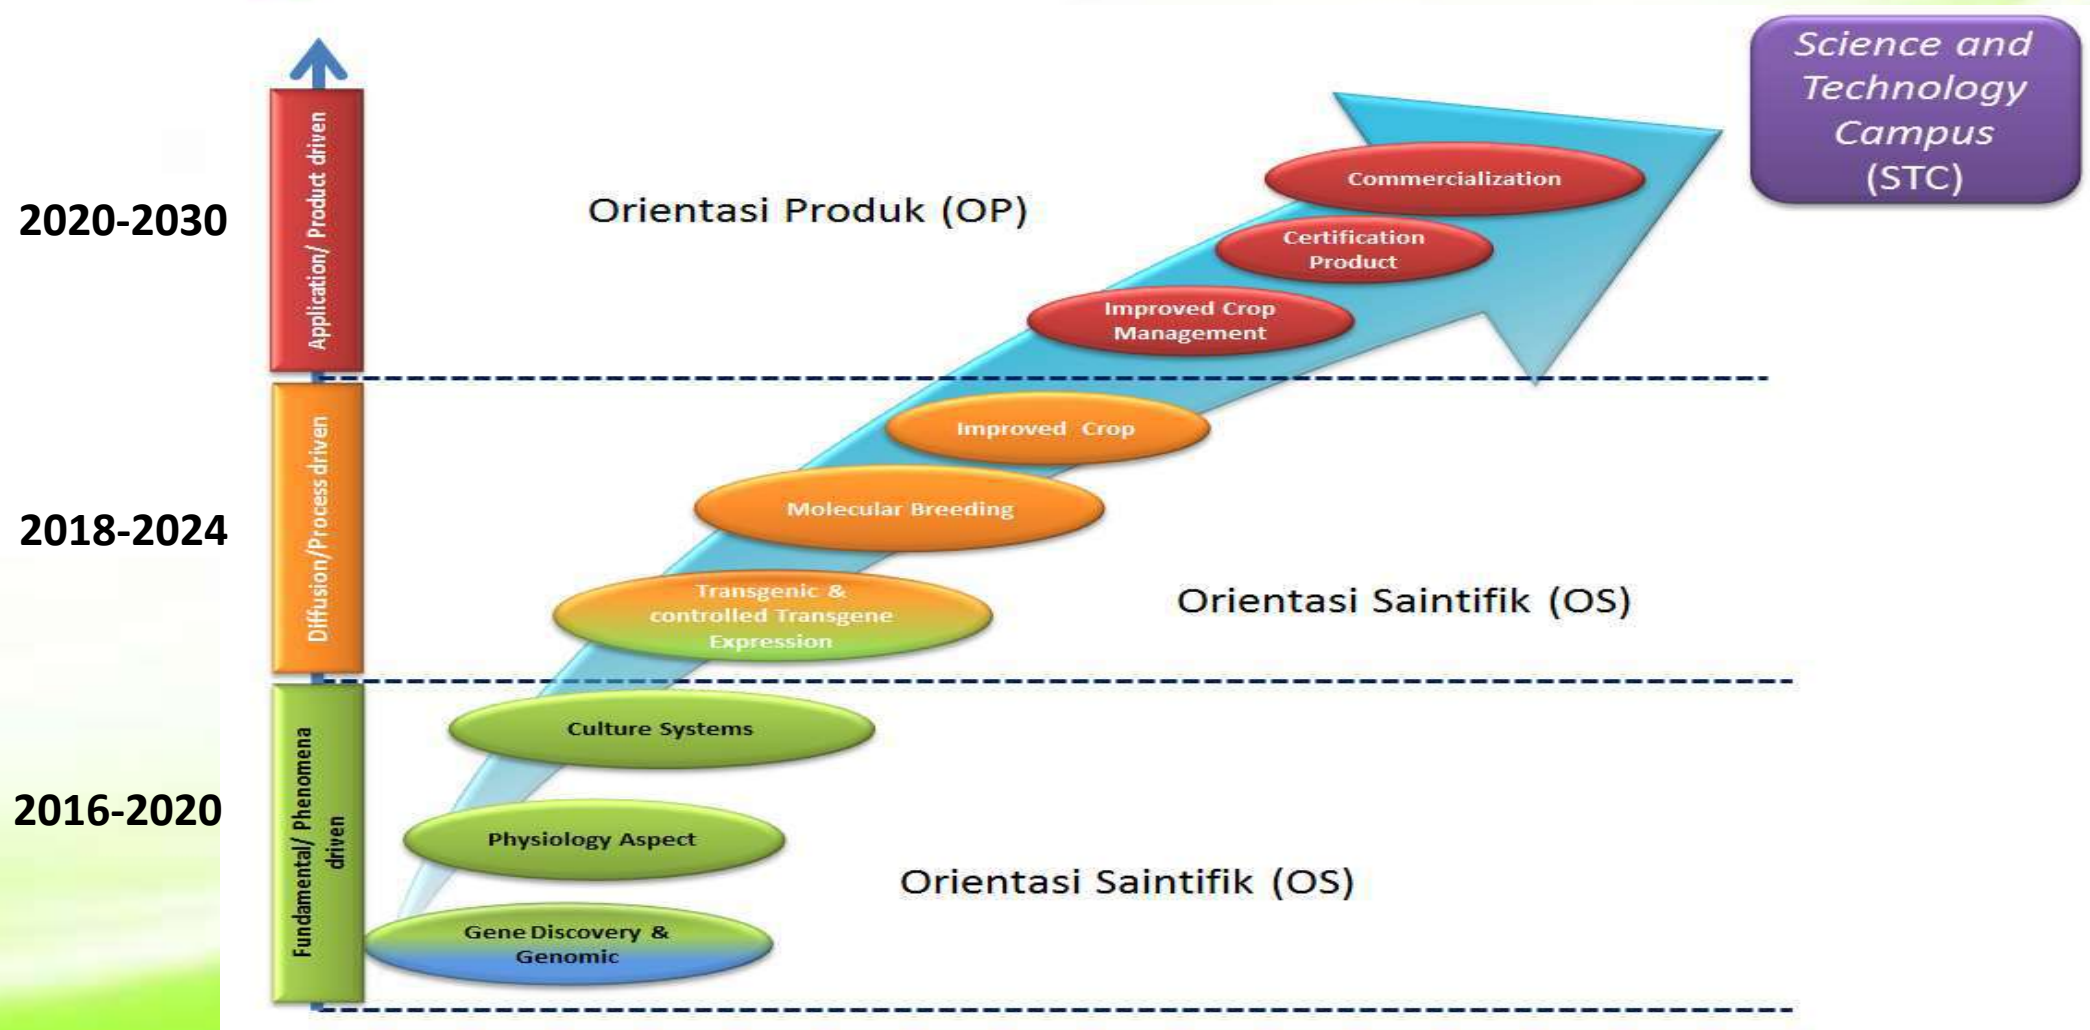 Science and
Technology
Campus
(STC)
2020-2030
Application/ Product driven
Orientasi Produk (OP)
Commercialization
Certification
Product
Improved Crop
Management
2018-2024
Diffusion/Process driven
Improved Crop
Molecular Breeding
Transgenic &
controlled Transgene
Expression
Orientasi Saintifik (OS)
2016-2020
Fundamental/ Phenomena
driven
Culture Systems
Physiology Aspect
Gene Discovery &
Genomic
Orientasi Saintifik (OS)